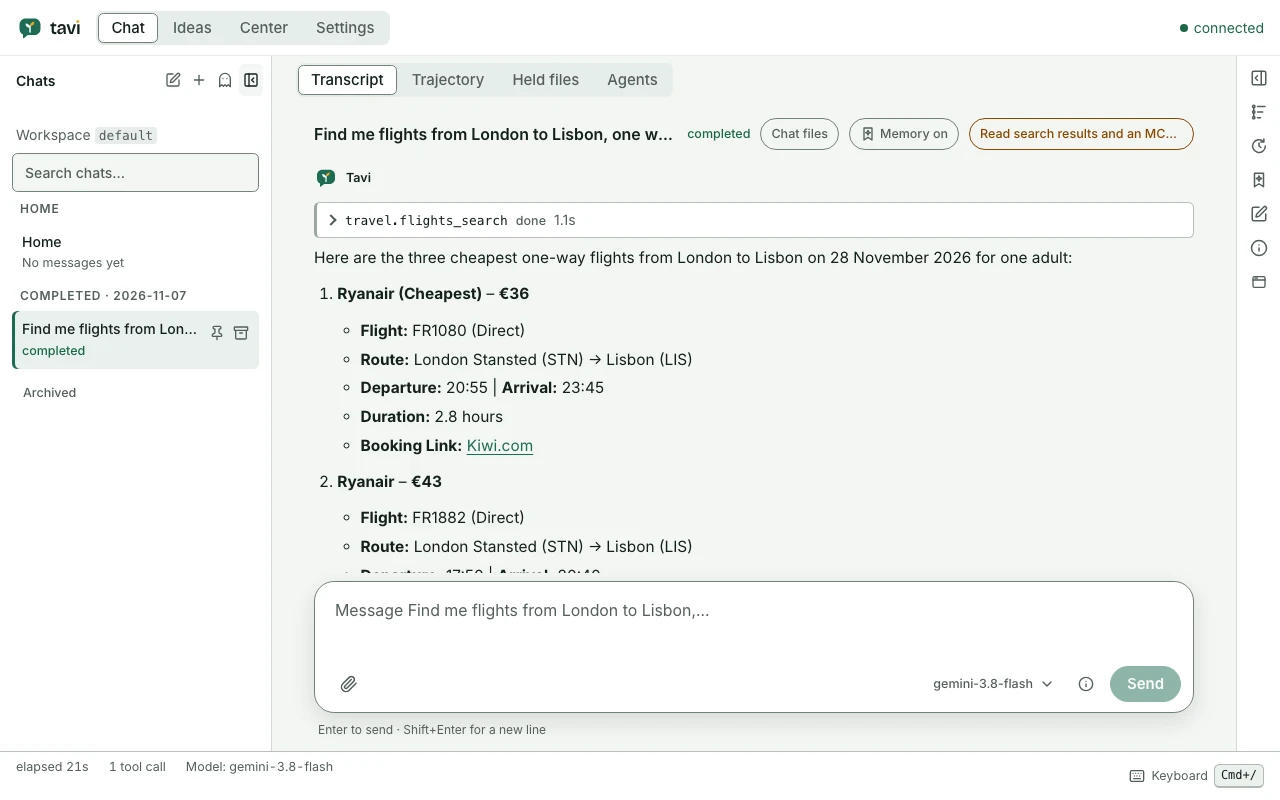 tavi
Chat Ideas Center Settings
connected
Chats
Workspace default
Search chats...
HOME
Home
No messages yet
COMPLETED · 2026-11-07
Find me flights from Lon...
completed
Archived
Transcript Trajectory Held files Agents
Find me flights from London to Lisbon, one w... completed Chat files Memory on Read search results and an MC...
Tavi
travel.flights_search done 1.1s
Here are the three cheapest one-way flights from London to Lisbon on 28 November 2026 for one adult:
1. Ryanair (Cheapest) – €36
Flight: FR1080 (Direct)
Route: London Stansted (STN) → Lisbon (LIS)
Departure: 20:55 | Arrival: 23:45
Duration: 2.8 hours
Booking Link: Kiwi.com
2. Ryanair – €43
Flight: FR1882 (Direct)
Route: London Stansted (STN) → Lisbon (LIS)
Message Find me flights from London to Lisbon,...
gemini-3.8-flash Send
Enter to send · Shift+Enter for a new line
elapsed 21s 1 tool call Model: gemini-3.8-flash
Keyboard Cmd+/